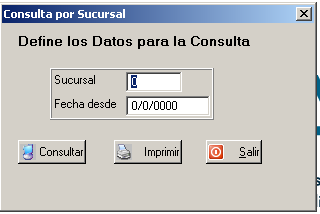 Consulta por Sucursal
Define los Datos para la Consulta
Sucursal 0
Fecha desde 0/0/0000
Consultar Imprimir Salir